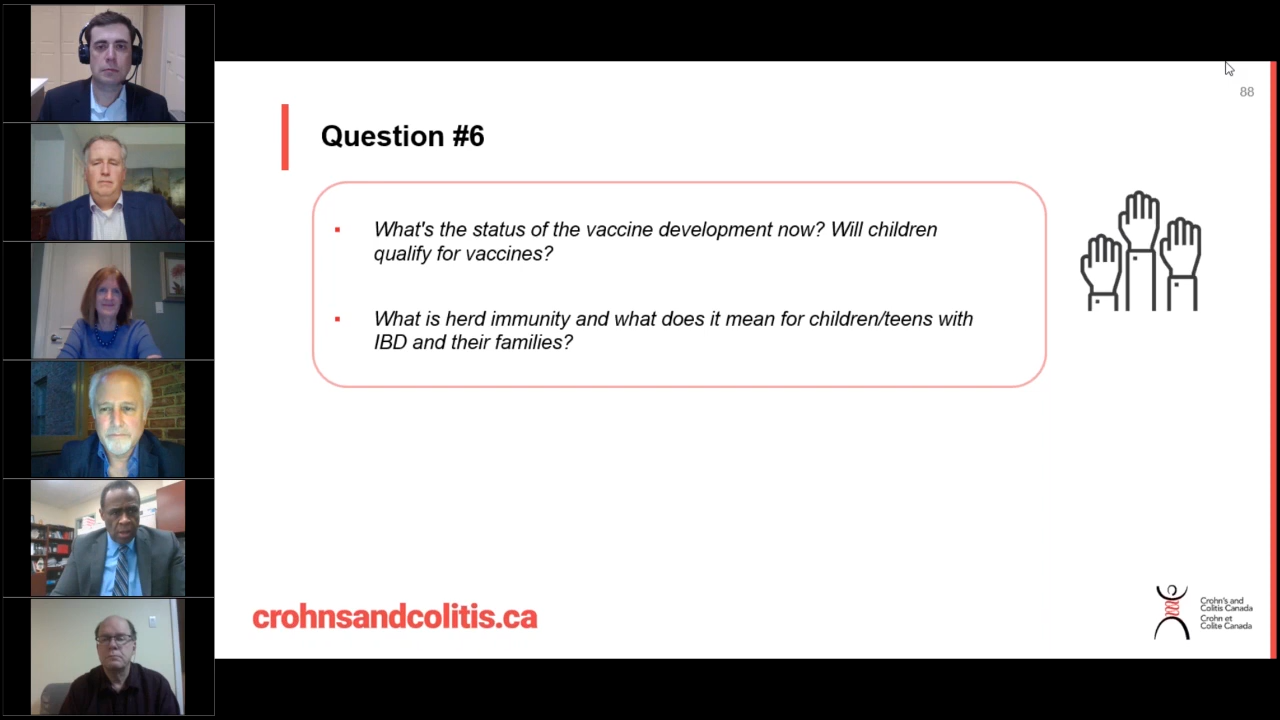 88
Question #6
▪ What's the status of the vaccine development now? Will children
qualify for vaccines?
▪ What is herd immunity and what does it mean for children/teens with
IBD and their families?
crohnsandcolitis.ca
Crohn's and
Colitis Canada
Crohn et
Colite Canada